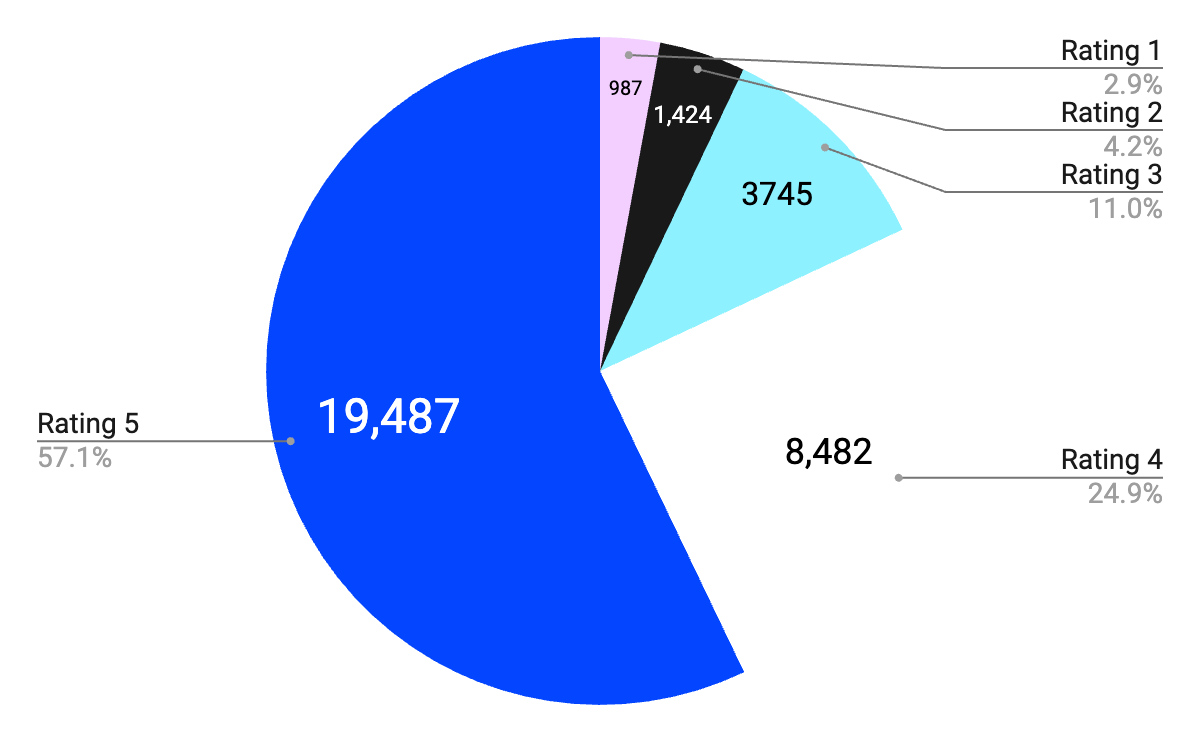 Rating 1
2.9%
987
Rating 2
4.2%
1,424
Rating 3
11.0%
3745
19,487
Rating 5
57.1%
8,482
Rating 4
24.9%